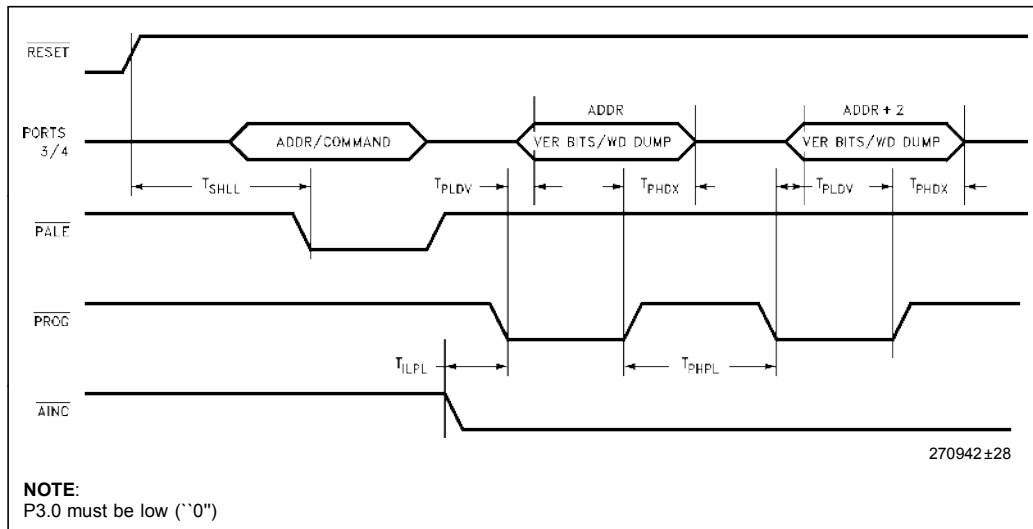 RESET
ADDR
ADDR + 2
PORTS
3/4
ADDR/COMMAND
VER BITS/WD DUMP
VER BITS/WD DUMP
TSHLL
TPLDV
TPHDX
TPLDV
TPHDX
PALE
PROG
TILPL
TPHPL
AINC
270942±28
NOTE:
P3.0 must be low (``0'')